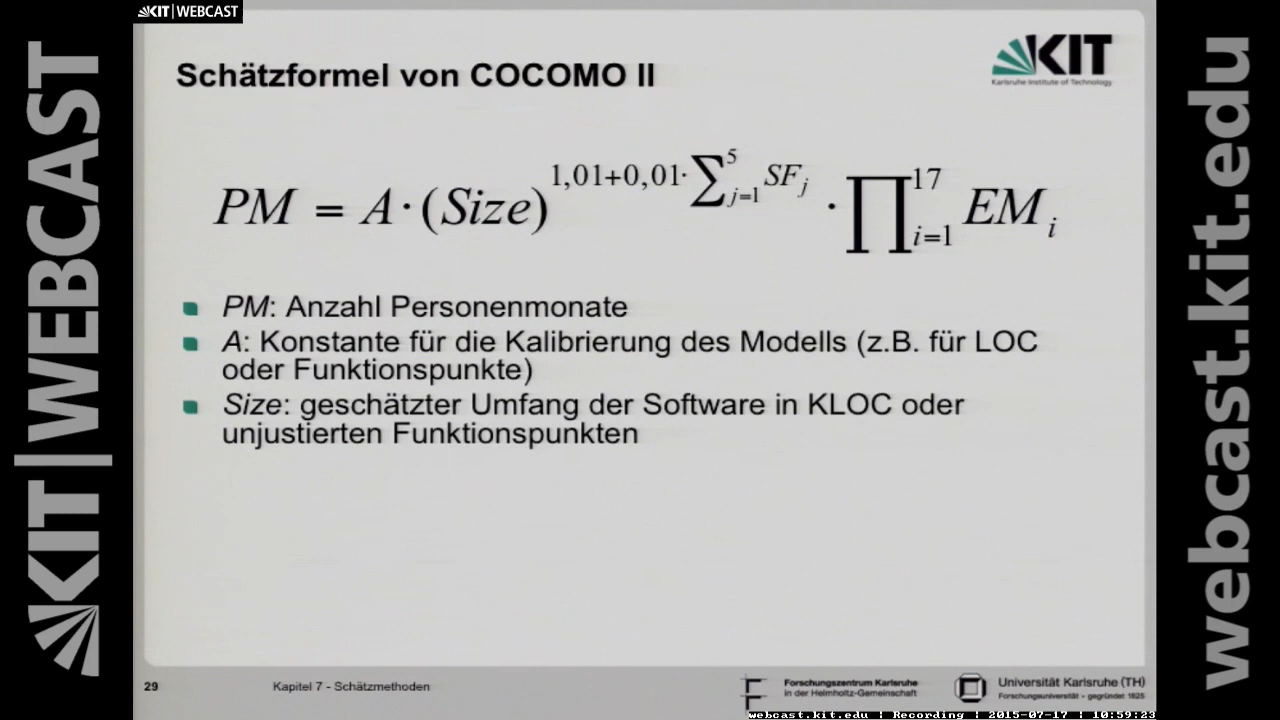 KIT | WEBCAST
KIT | WEBCAST
webcast.kit.edu
KIT
Karlsruhe Institute of Technology
Schätzformel von COCOMO II
PM = A · (Size)^{1,01+0,01·∑_{j=1}^{5} SF_j} · ∏_{i=1}^{17} EM_i
PM: Anzahl Personenmonate
A: Konstante für die Kalibrierung des Modells (z.B. für LOC
oder Funktionspunkte)
Size: geschätzter Umfang der Software in KLOC oder
unjustierten Funktionspunkten
29
Kapitel 7 - Schätzmethoden
Forschungszentrum Karlsruhe
in der Helmholtz-Gemeinschaft
Universität Karlsruhe (TH)
Forschungsuniversität • gegründet 1825
webcast.kit.edu | Recording | 2015-07-17 | 10:59:23